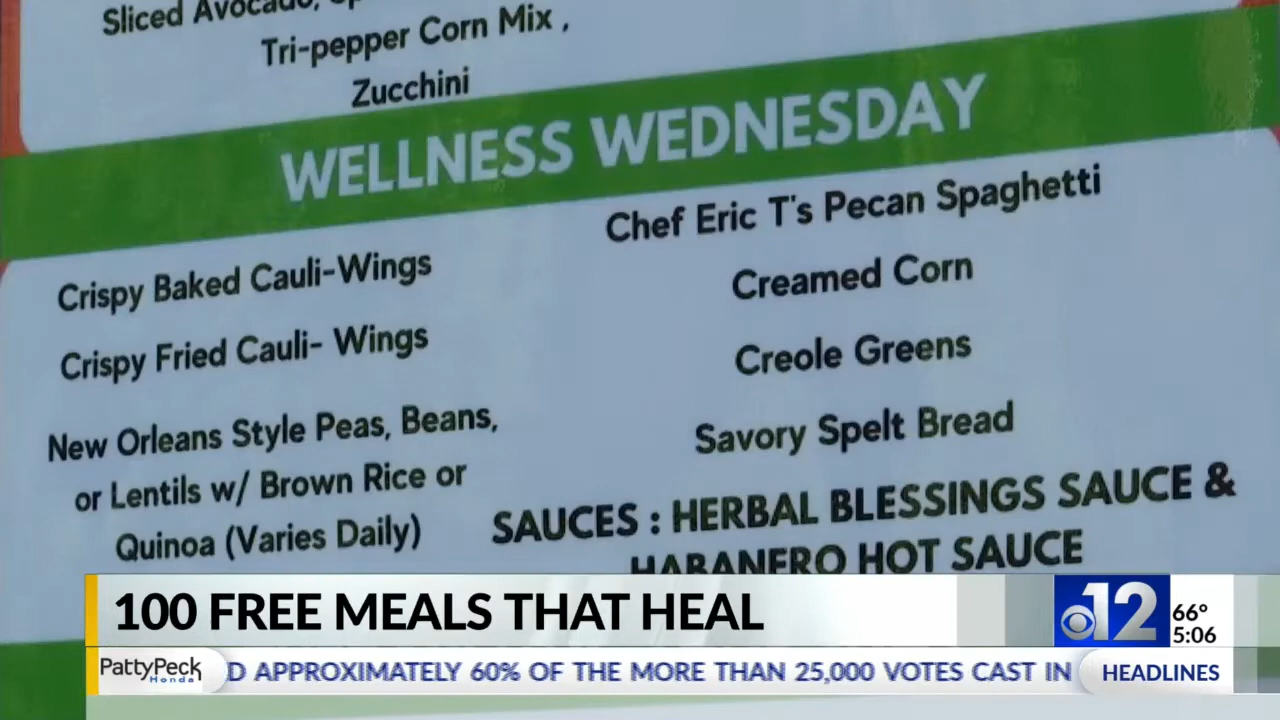 Sliced Avocado,
Tri-pepper Corn Mix ,
Zucchini
WELLNESS WEDNESDAY
Crispy Baked Cauli-Wings
Crispy Fried Cauli- Wings
New Orleans Style Peas, Beans,
or Lentils w/ Brown Rice or
Quinoa (Varies Daily)
Chef Eric T's Pecan Spaghetti
Creamed Corn
Creole Greens
Savory Spelt Bread
SAUCES : HERBAL BLESSINGS SAUCE &
HABANERO HOT SAUCE
100 FREE MEALS THAT HEAL
12
66°
5:06
PattyPeck
Honda
D APPROXIMATELY 60% OF THE MORE THAN 25,000 VOTES CAST IN
HEADLINES